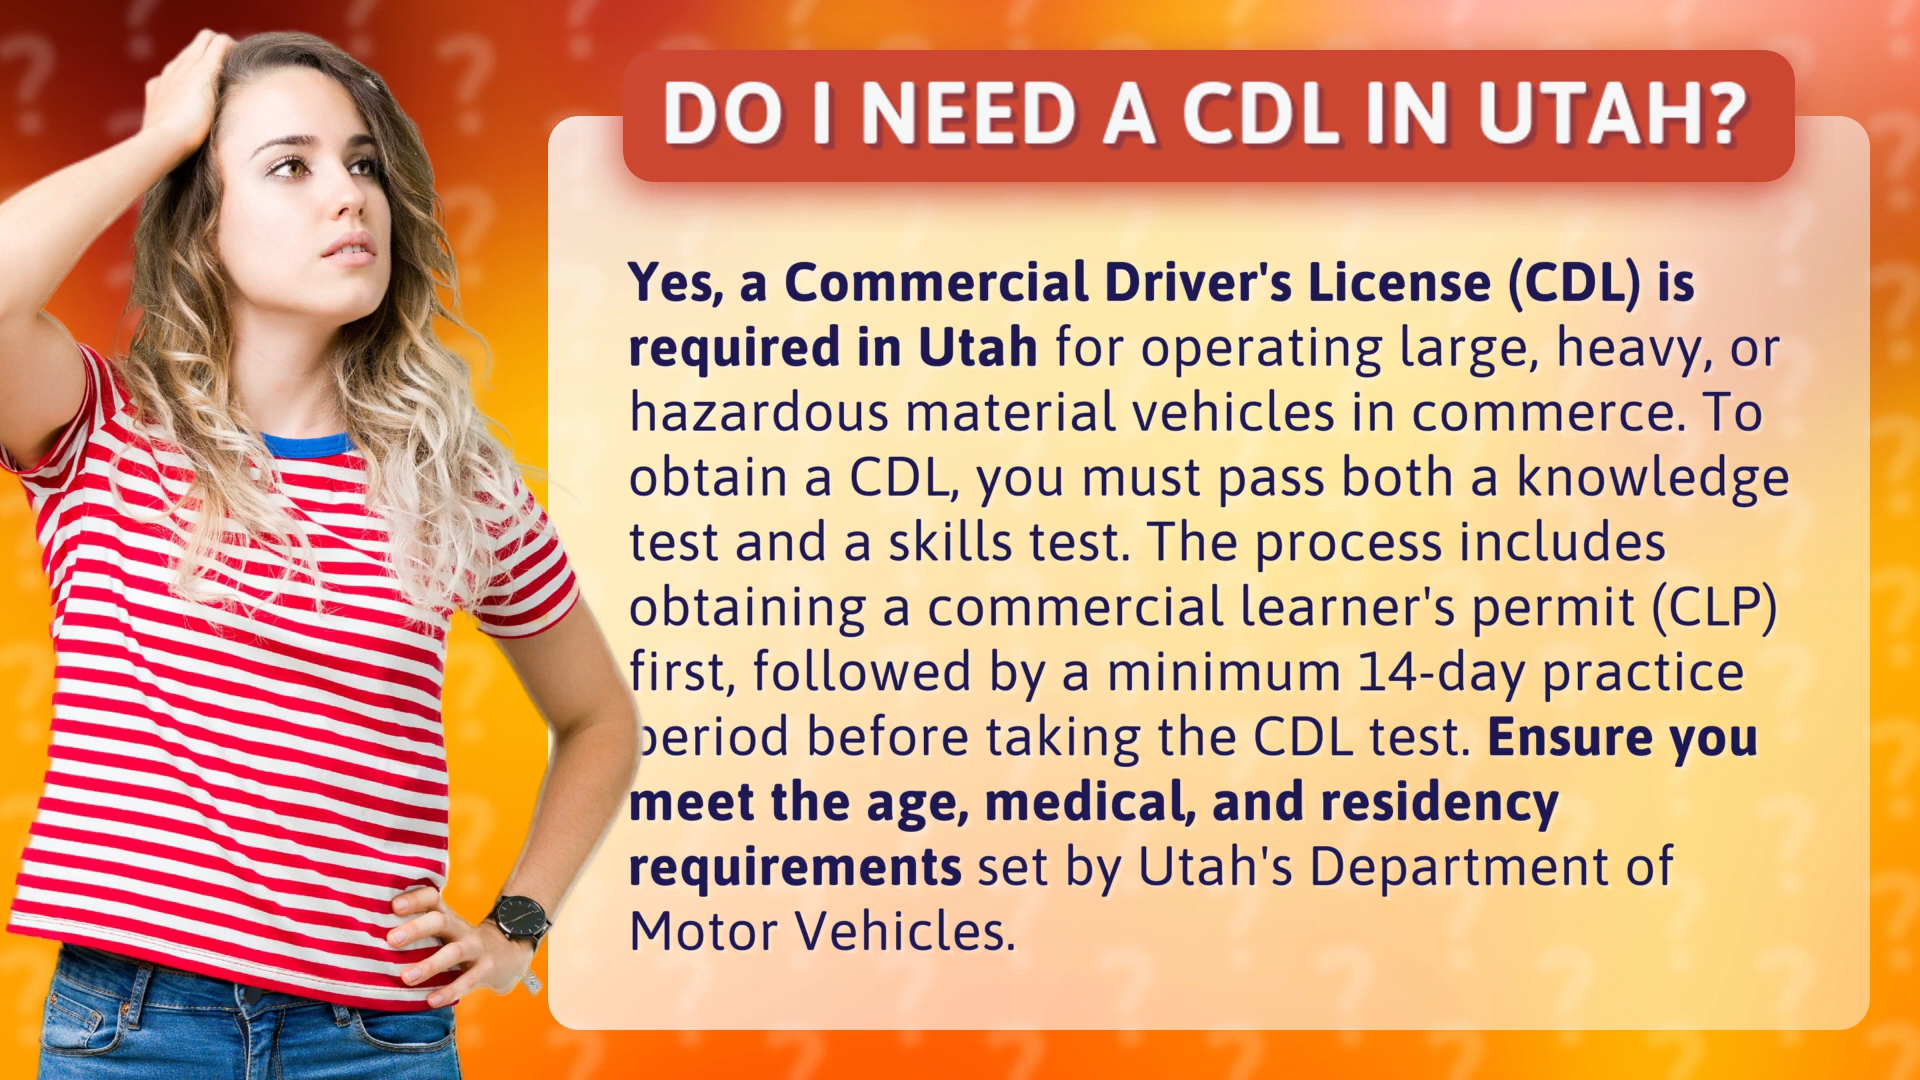 DO I NEED A CDL IN UTAH?
Yes, a Commercial Driver's License (CDL) is
required in Utah for operating large, heavy, or
hazardous material vehicles in commerce. To
obtain a CDL, you must pass both a knowledge
test and a skills test. The process includes
obtaining a commercial learner's permit (CLP)
first, followed by a minimum 14-day practice
period before taking the CDL test. Ensure you
meet the age, medical, and residency
requirements set by Utah's Department of
Motor Vehicles.